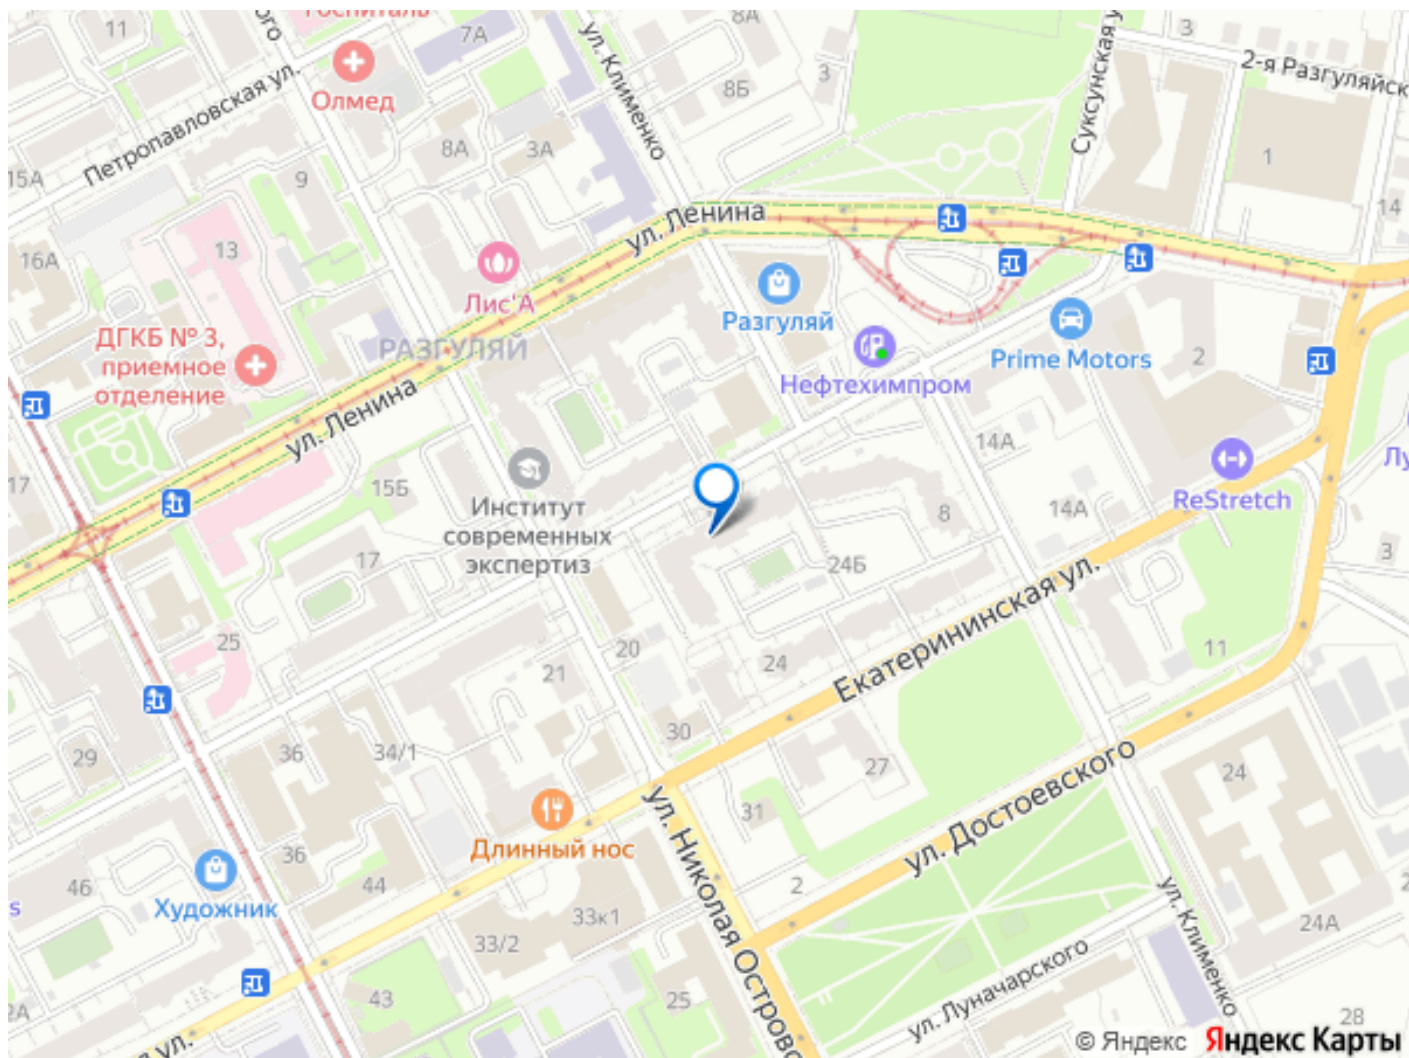 Госпиталь
11
7А
8А
3
2-я Разгуляйск
Олмед
Петропавловская ул.
ул. Клименко
8Б
3
Суксунская у
1
14
15А
9
8А
3А
16А
13
ул. Ленина
Лис'А
Разгуляй
РАЗГУЛЯЙ
Prime Motors
2
ДГКБ № 3,
приемное
отделение
Нефтехимпром
ул. Ленина
14А
ReStretch
17
15Б
Институт
современных
экспертиз
8
14А
3
17
24Б
25
20
24
21
Екатерининская ул.
11
30
29
36
34/1
27
24
31
ул. Достоевского
Длинный нос
ул. Николая Островс
46
36
44
2
Художник
33к1
33/2
ул. Клименко
24А
43
25
ул. Луначарского
28
© Яндекс Яндекс Карты